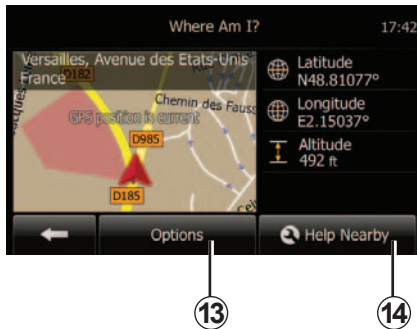 Where Am I?
17:42
Versailles, Avenue des Etats-Unis
France
D182
Chemin des Fauss
GPS position is current
D985
D185
Latitude
N48.81077°
Longitude
E2.15037°
Altitude
492 ft
Options
Help Nearby
13
14